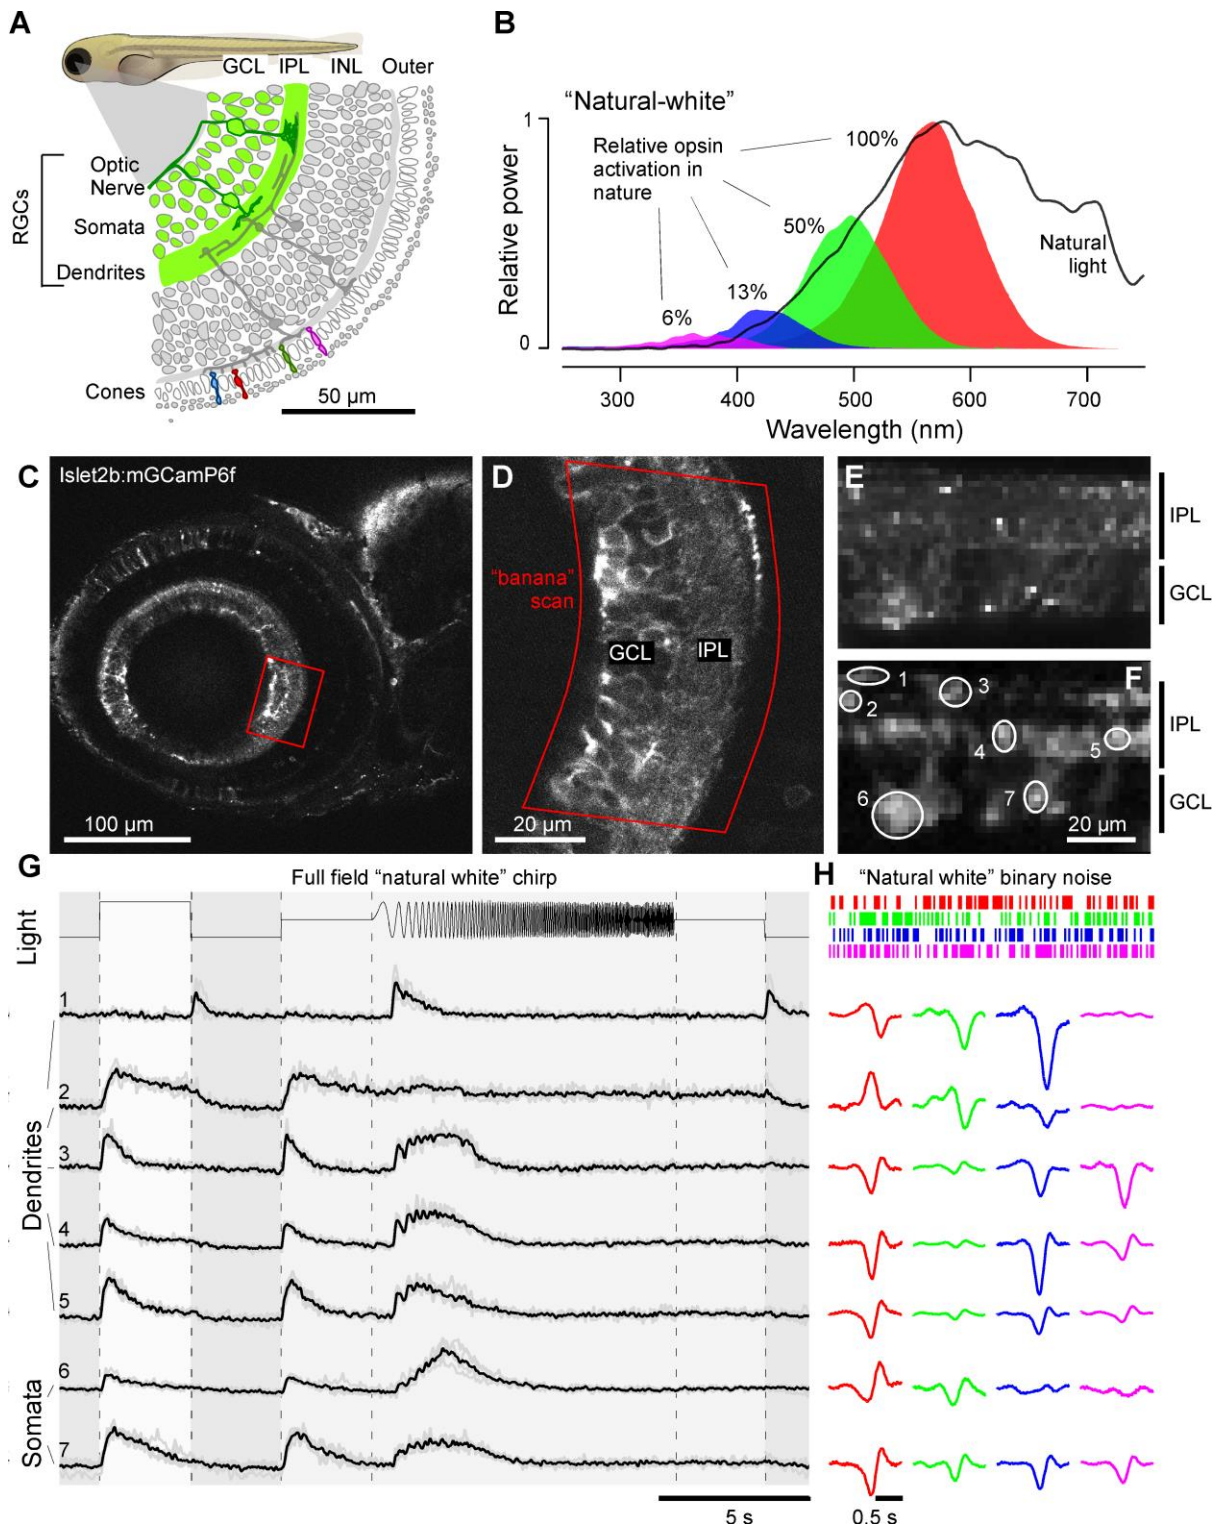 A
GCL IPL INL Outer
Optic
Nerve
RGCs
Somata
Dendrites
Cones
50 µm
B
“Natural-white”
1
Relative opsin
activation in
nature
100%
50%
13%
6%
Natural
light
Relative power
0
300 400 500 600 700
Wavelength (nm)
C
Islet2b:mGCamP6f
100 µm
D
“banana”
scan
GCL IPL
20 µm
E
IPL
GCL
F
1
2
3
4
5
6
7
IPL
GCL
20 µm
G
Full field “natural white” chirp
Light
Dendrites
Somata
1
2
3
4
5
6
7
5 s
H
“Natural white” binary noise
0.5 s